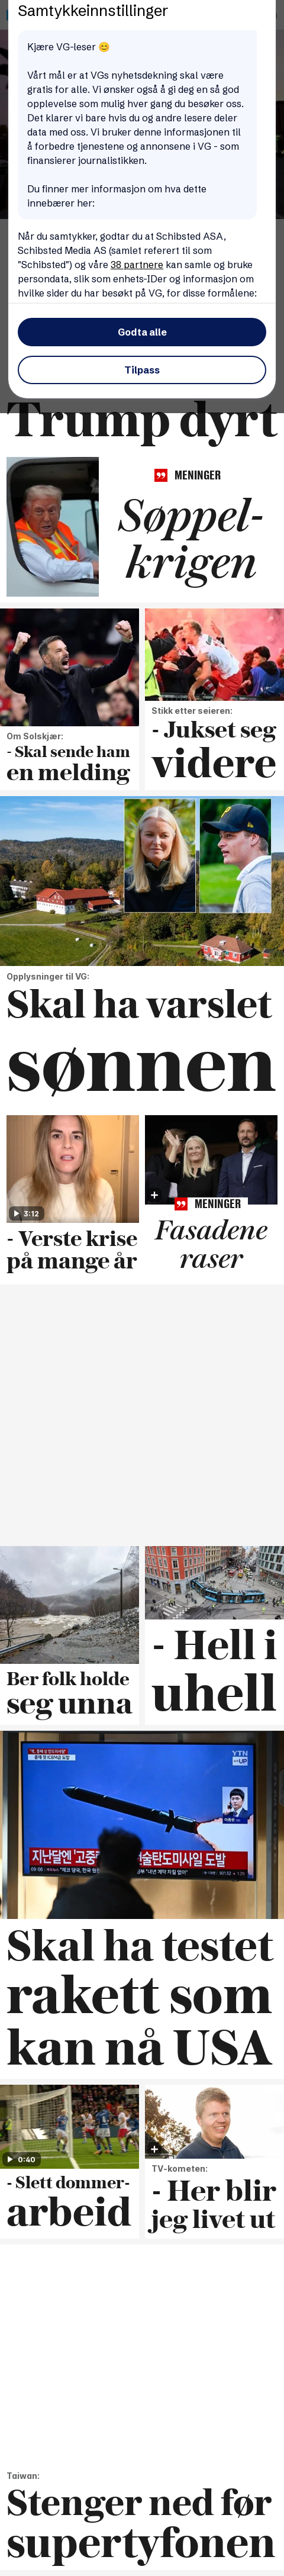 Samtykkeinnstillinger
Kjære VG-leser 😊
Vårt mål er at VGs nyhetsdekning skal være
gratis for alle. Vi ønsker også å gi deg en så god
opplevelse som mulig hver gang du besøker oss.
Det klarer vi bare hvis du og andre lesere deler
data med oss. Vi bruker denne informasjonen til
å forbedre tjenestene og annonsene i VG - som
finansierer journalistikken.
Du finner mer informasjon om hva dette
innebærer her:
Når du samtykker, godtar du at Schibsted ASA,
Schibsted Media AS (samlet referert til som
"Schibsted") og våre 38 partnere kan samle og bruke
persondata, slik som enhets-IDer og informasjon om
hvilke sider du har besøkt på VG, for disse formålene:
Godta alle
Tilpass
Trump dyrt
MENINGER
Søppel-
krigen
Om Solskjær:
- Skal sende ham
en melding
Stikk etter seieren:
- Jukset seg
videre
Opplysninger til VG:
Skal ha varslet
sønnen
3:12
- Verste krise
på mange år
MENINGER
Fasadene
raser
Ber folk holde
seg unna
- Hell i
uhell
YTN
Skal ha testet
rakett som
kan nå USA
0:40
- Slett dommer-
arbeid
TV-kometen:
- Her blir
jeg livet ut
Taiwan:
Stenger ned før
supertyfonen